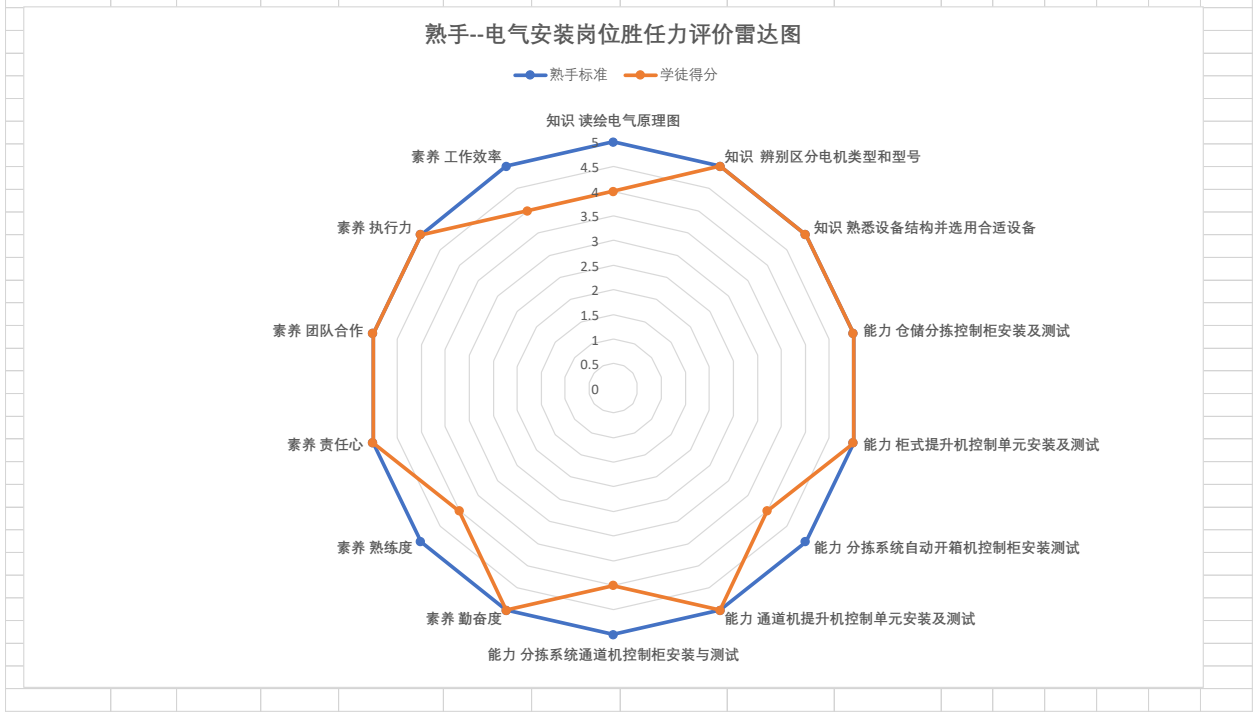 熟手--电气安装岗位胜任力评价雷达图
熟手标准 学徒得分
知识 读绘电气原理图
素养 工作效率
知识 辨别区分电机类型和型号
素养 执行力
知识 熟悉设备结构并选用合适设备
素养 团队合作
能力 仓储分拣控制柜安装及测试
素养 责任心
能力 柜式提升机控制单元安装及测试
素养 熟练度
能力 分拣系统自动开箱机控制柜安装测试
素养 勤奋度
能力 通道机提升机控制单元安装及测试
能力 分拣系统通道机控制柜安装与测试
5
4.5
4
3.5
3
2.5
2
1.5
1
0.5
0